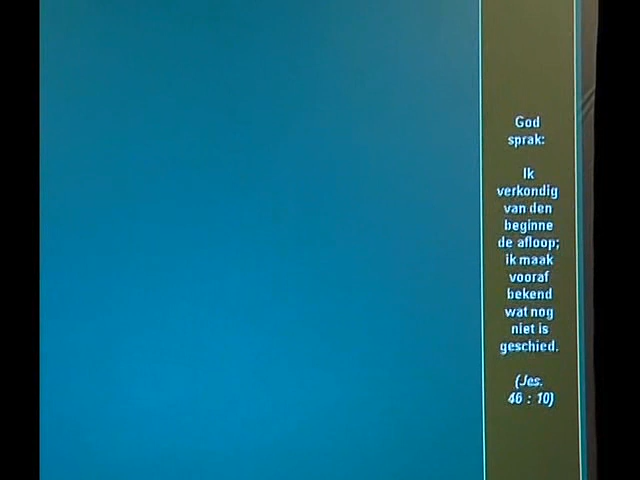 God
sprak:
Ik
verkondig
van den
beginne
de afloop;
ik maak
vooraf
bekend
wat nog
niet is
geschied.
(Jes.
46 : 10)